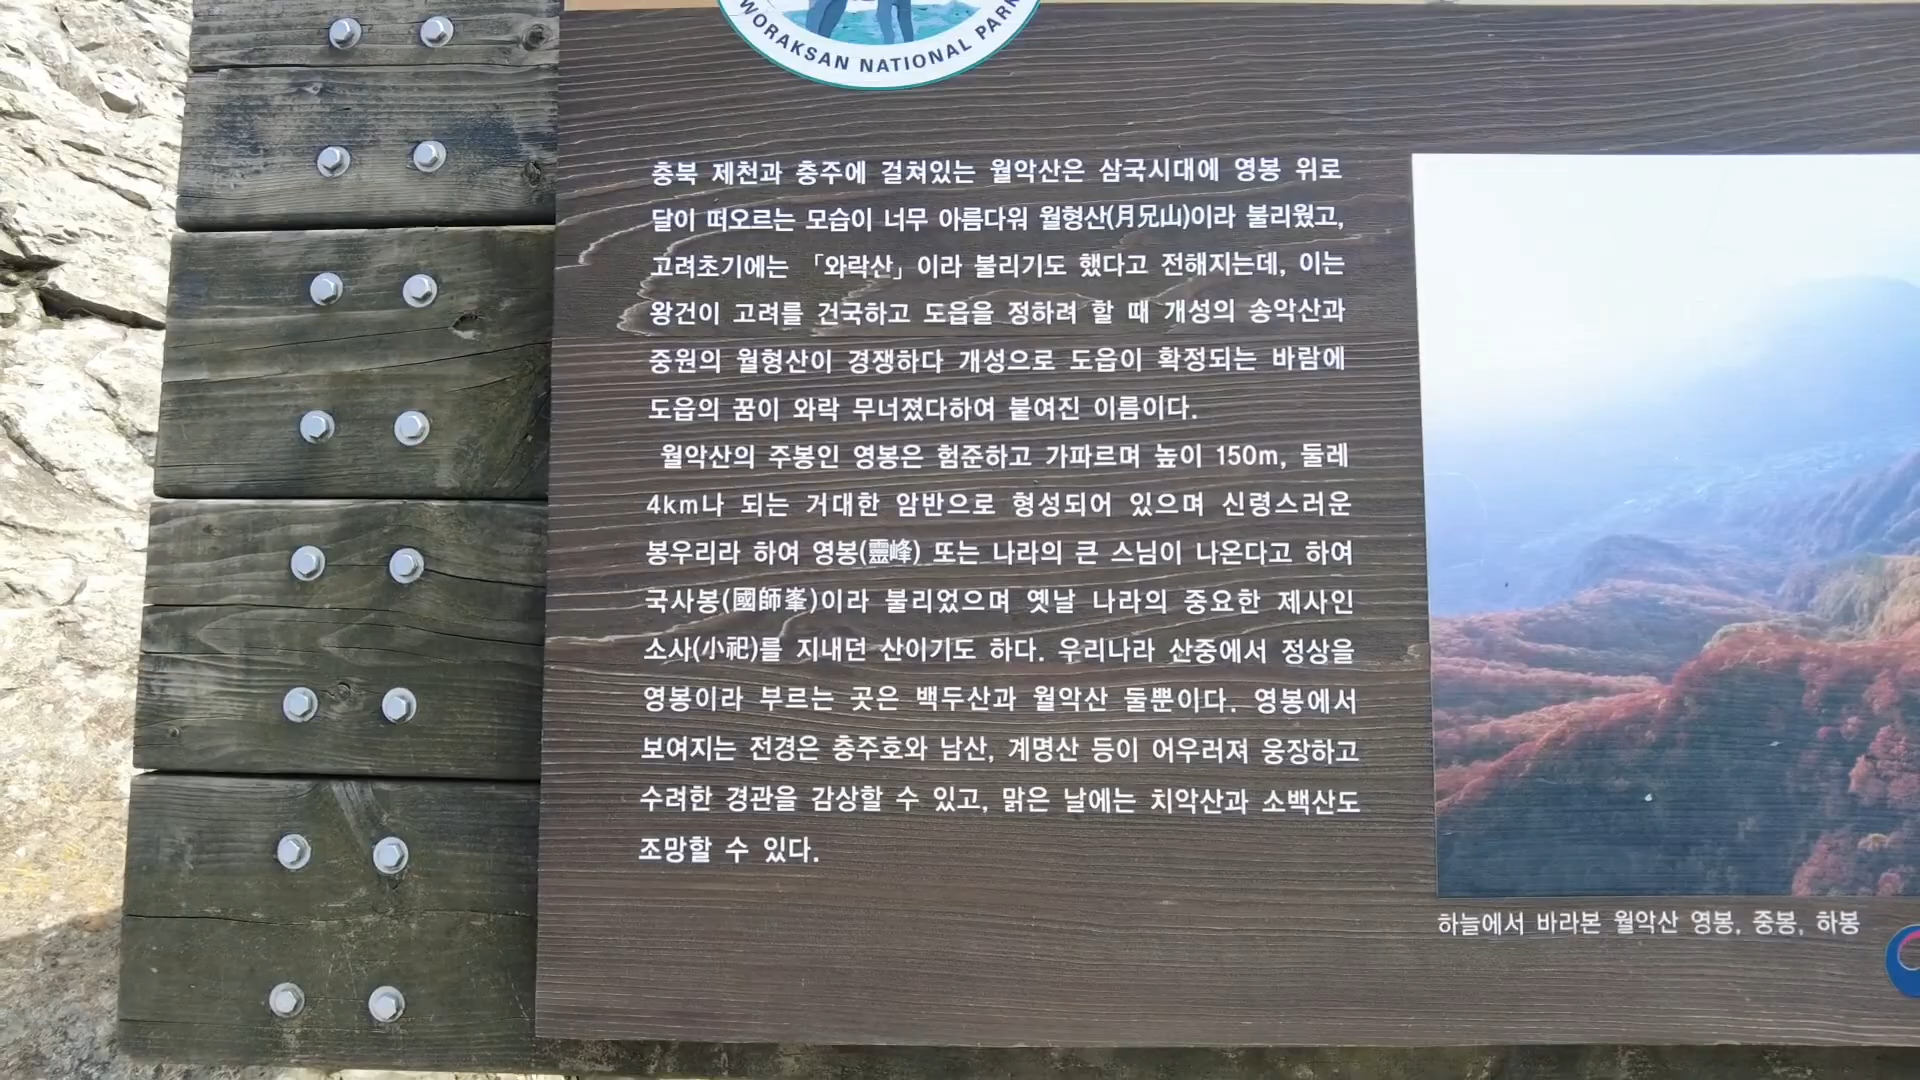 WORAKSAN NATIONAL PARK
충북 제천과 충주에 걸쳐있는 월악산은 삼국시대에 영봉 위로
달이 떠오르는 모습이 너무 아름다워 월형산(月兄山)이라 불리웠고,
고려초기에는 「와락산」이라 불리기도 했다고 전해지는데, 이는
왕건이 고려를 건국하고 도읍을 정하려 할 때 개성의 송악산과
중원의 월형산이 경쟁하다 개성으로 도읍이 확정되는 바람에
도읍의 꿈이 와락 무너졌다하여 붙여진 이름이다.
월악산의 주봉인 영봉은 험준하고 가파르며 높이 150m, 둘레
4km나 되는 거대한 암반으로 형성되어 있으며 신령스러운
봉우리라 하여 영봉(靈峰) 또는 나라의 큰 스님이 나온다고 하여
국사봉(國師峯)이라 불리었으며 옛날 나라의 중요한 제사인
소사(小祀)를 지내던 산이기도 하다. 우리나라 산중에서 정상을
영봉이라 부르는 곳은 백두산과 월악산 둘뿐이다. 영봉에서
보여지는 전경은 충주호와 남산, 계명산 등이 어우러져 웅장하고
수려한 경관을 감상할 수 있고, 맑은 날에는 치악산과 소백산도
조망할 수 있다.
하늘에서 바라본 월악산 영봉, 중봉, 하봉